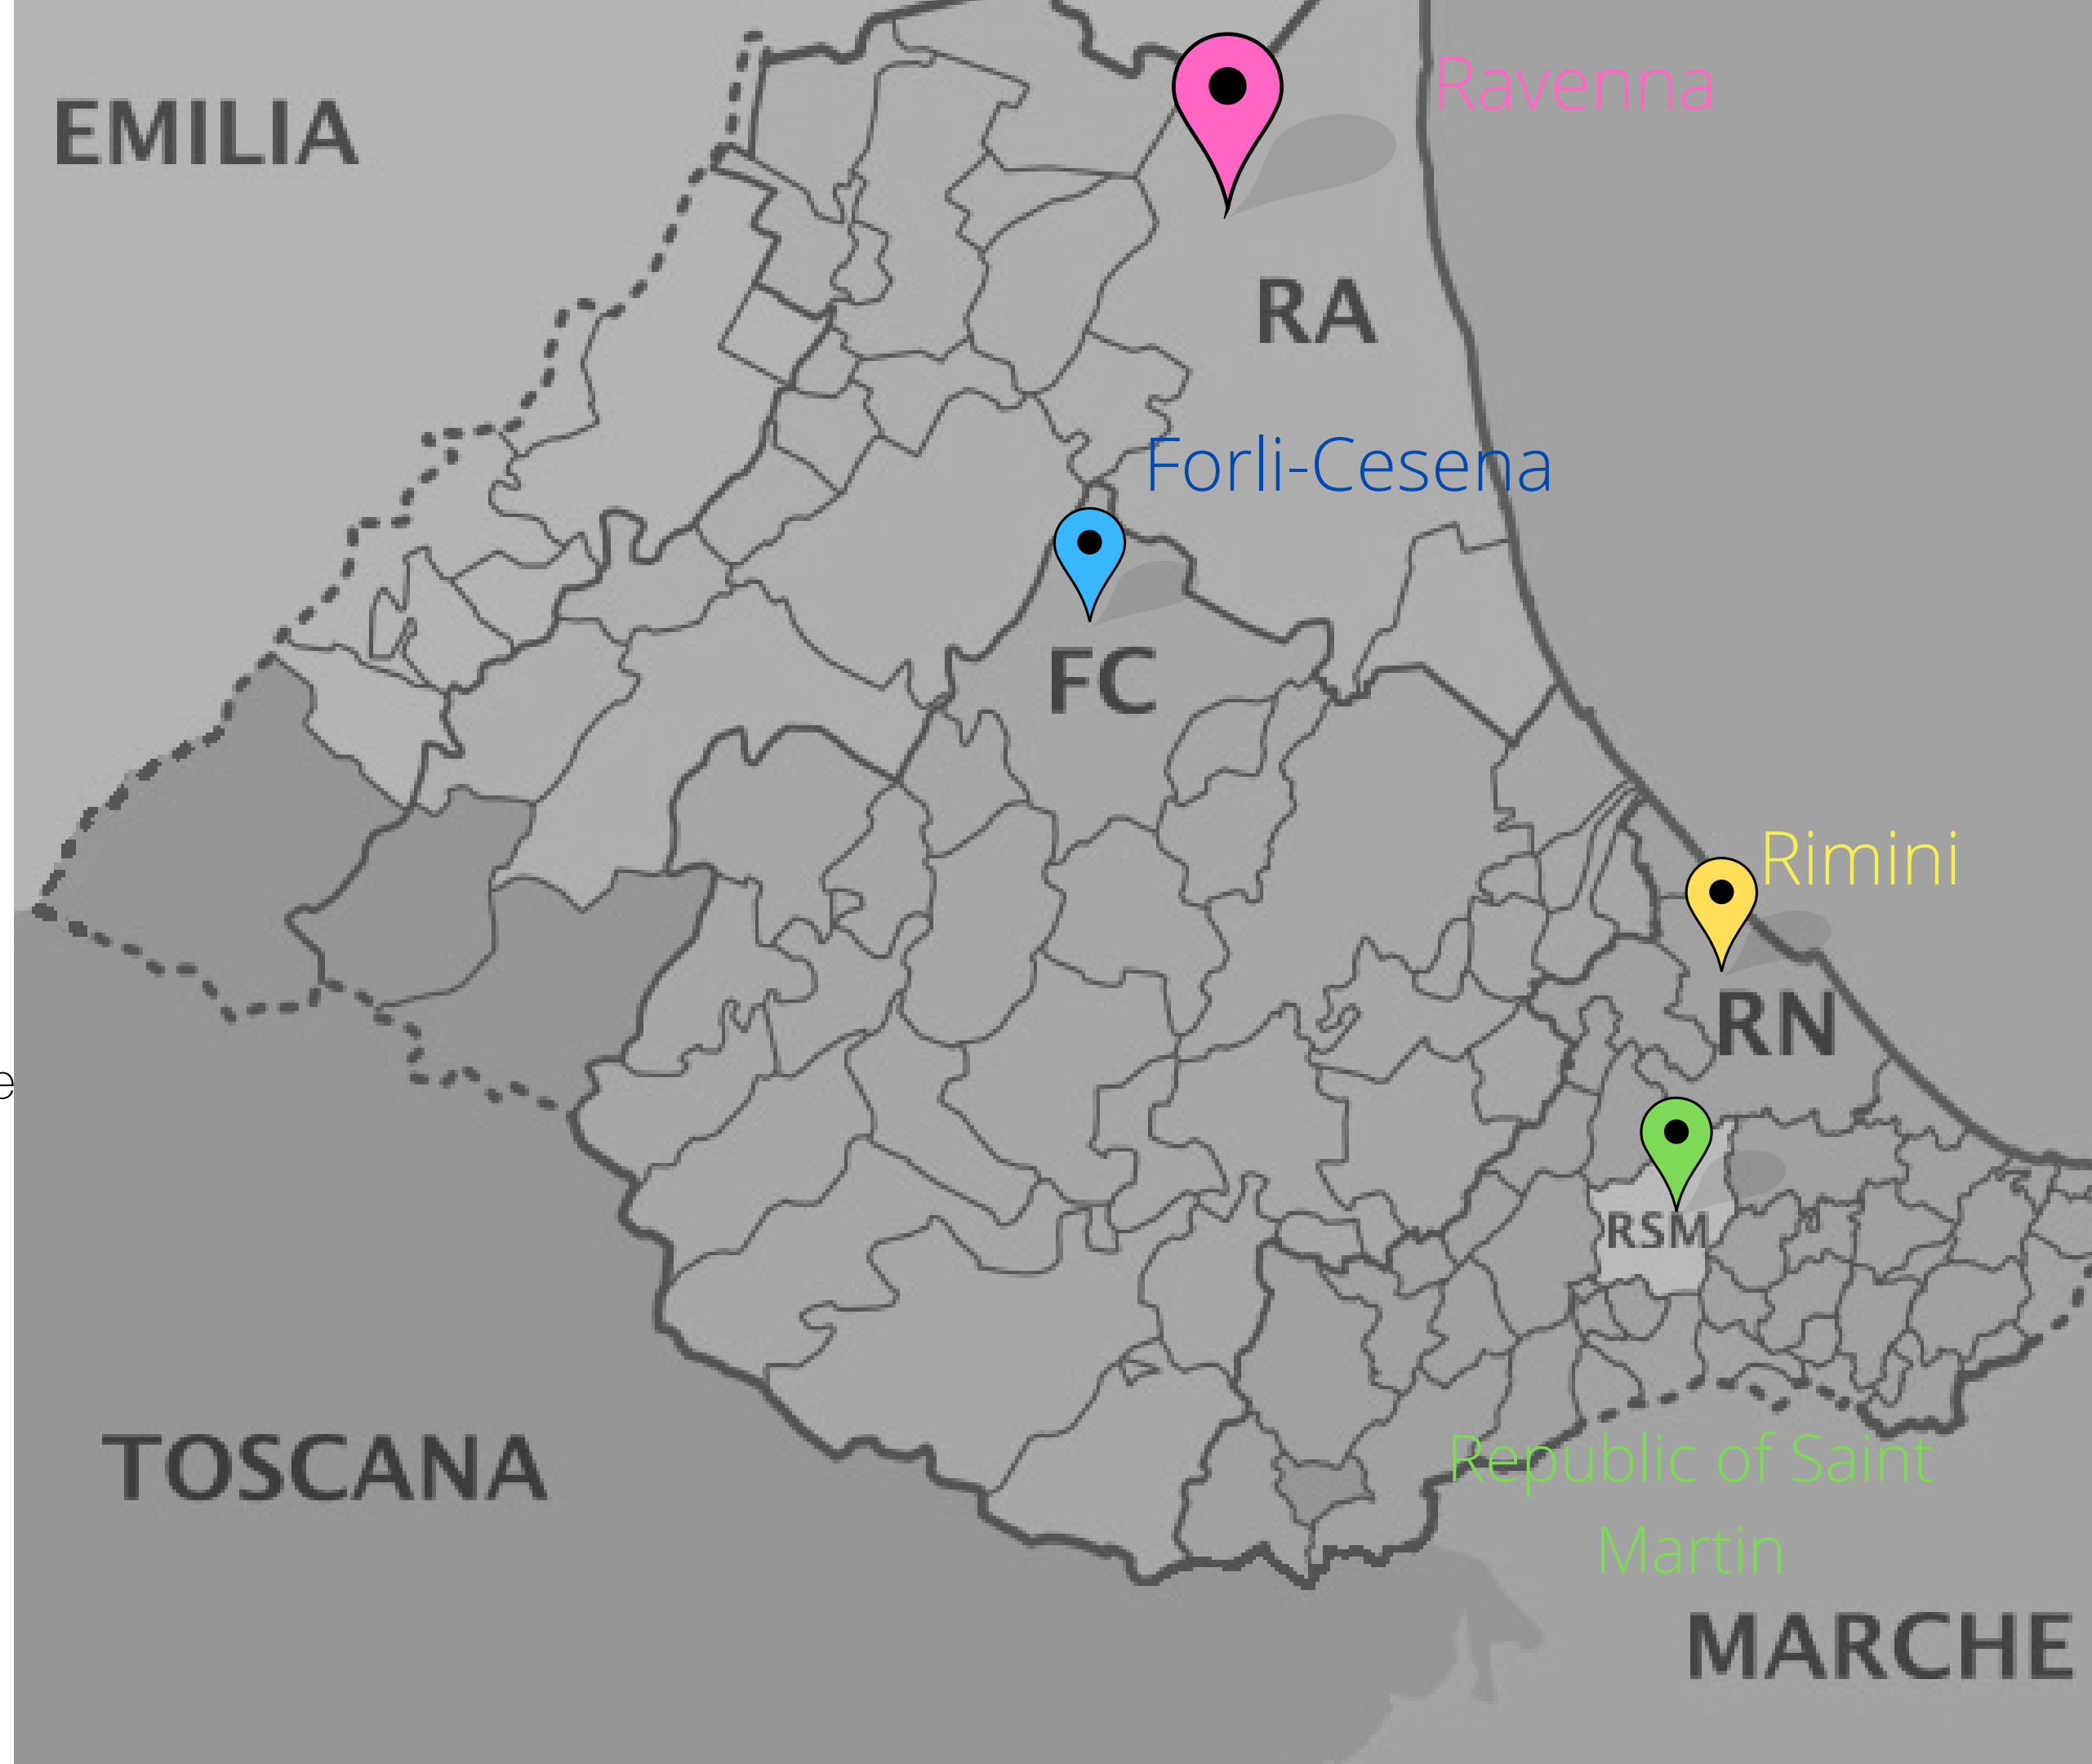 Ravenna
EMILIA
RA
Forli-Cesena
FC
Rimini
RN
e
RSM
Republic of Saint
Martin
TOSCANA
MARCHE